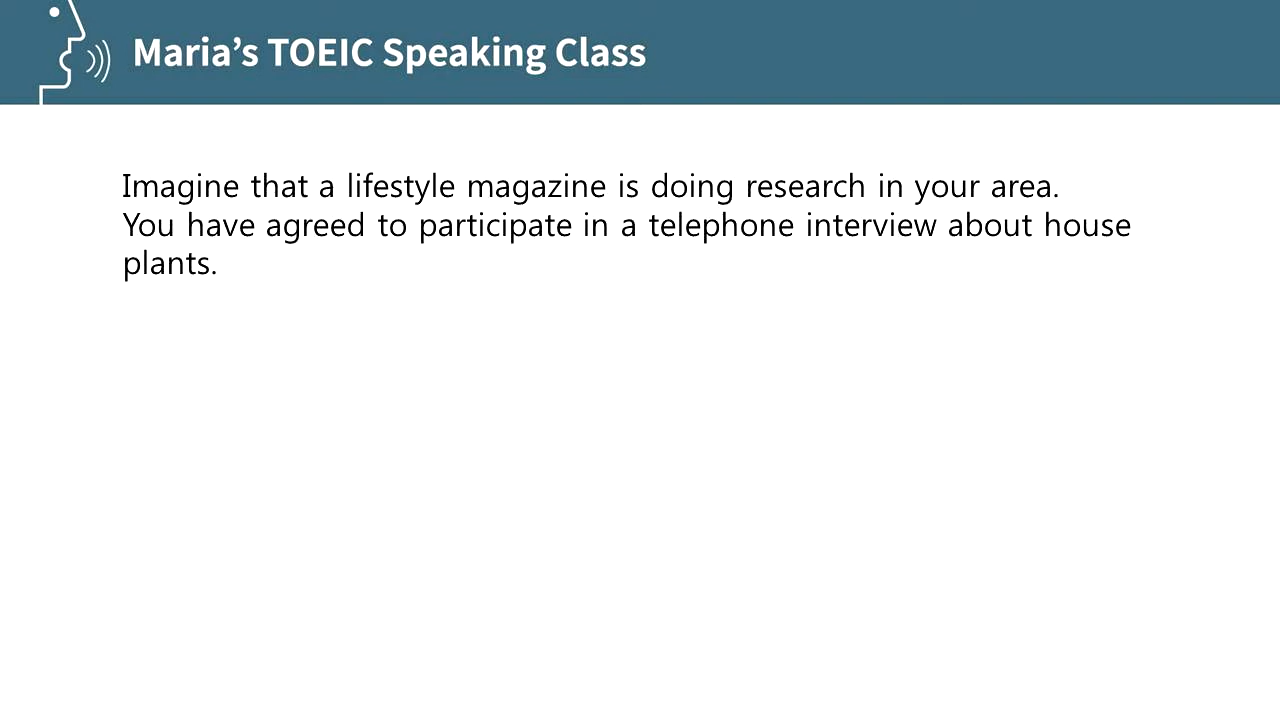 Maria's TOEIC Speaking Class
Imagine that a lifestyle magazine is doing research in your area.
You have agreed to participate in a telephone interview about house
plants.